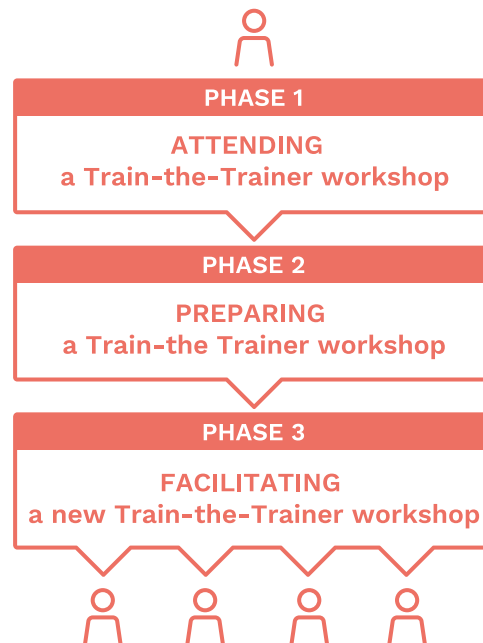 PHASE 1
ATTENDING
a Train-the-Trainer workshop
PHASE 2
PREPARING
a Train-the Trainer workshop
PHASE 3
FACILITATING
a new Train-the-Trainer workshop